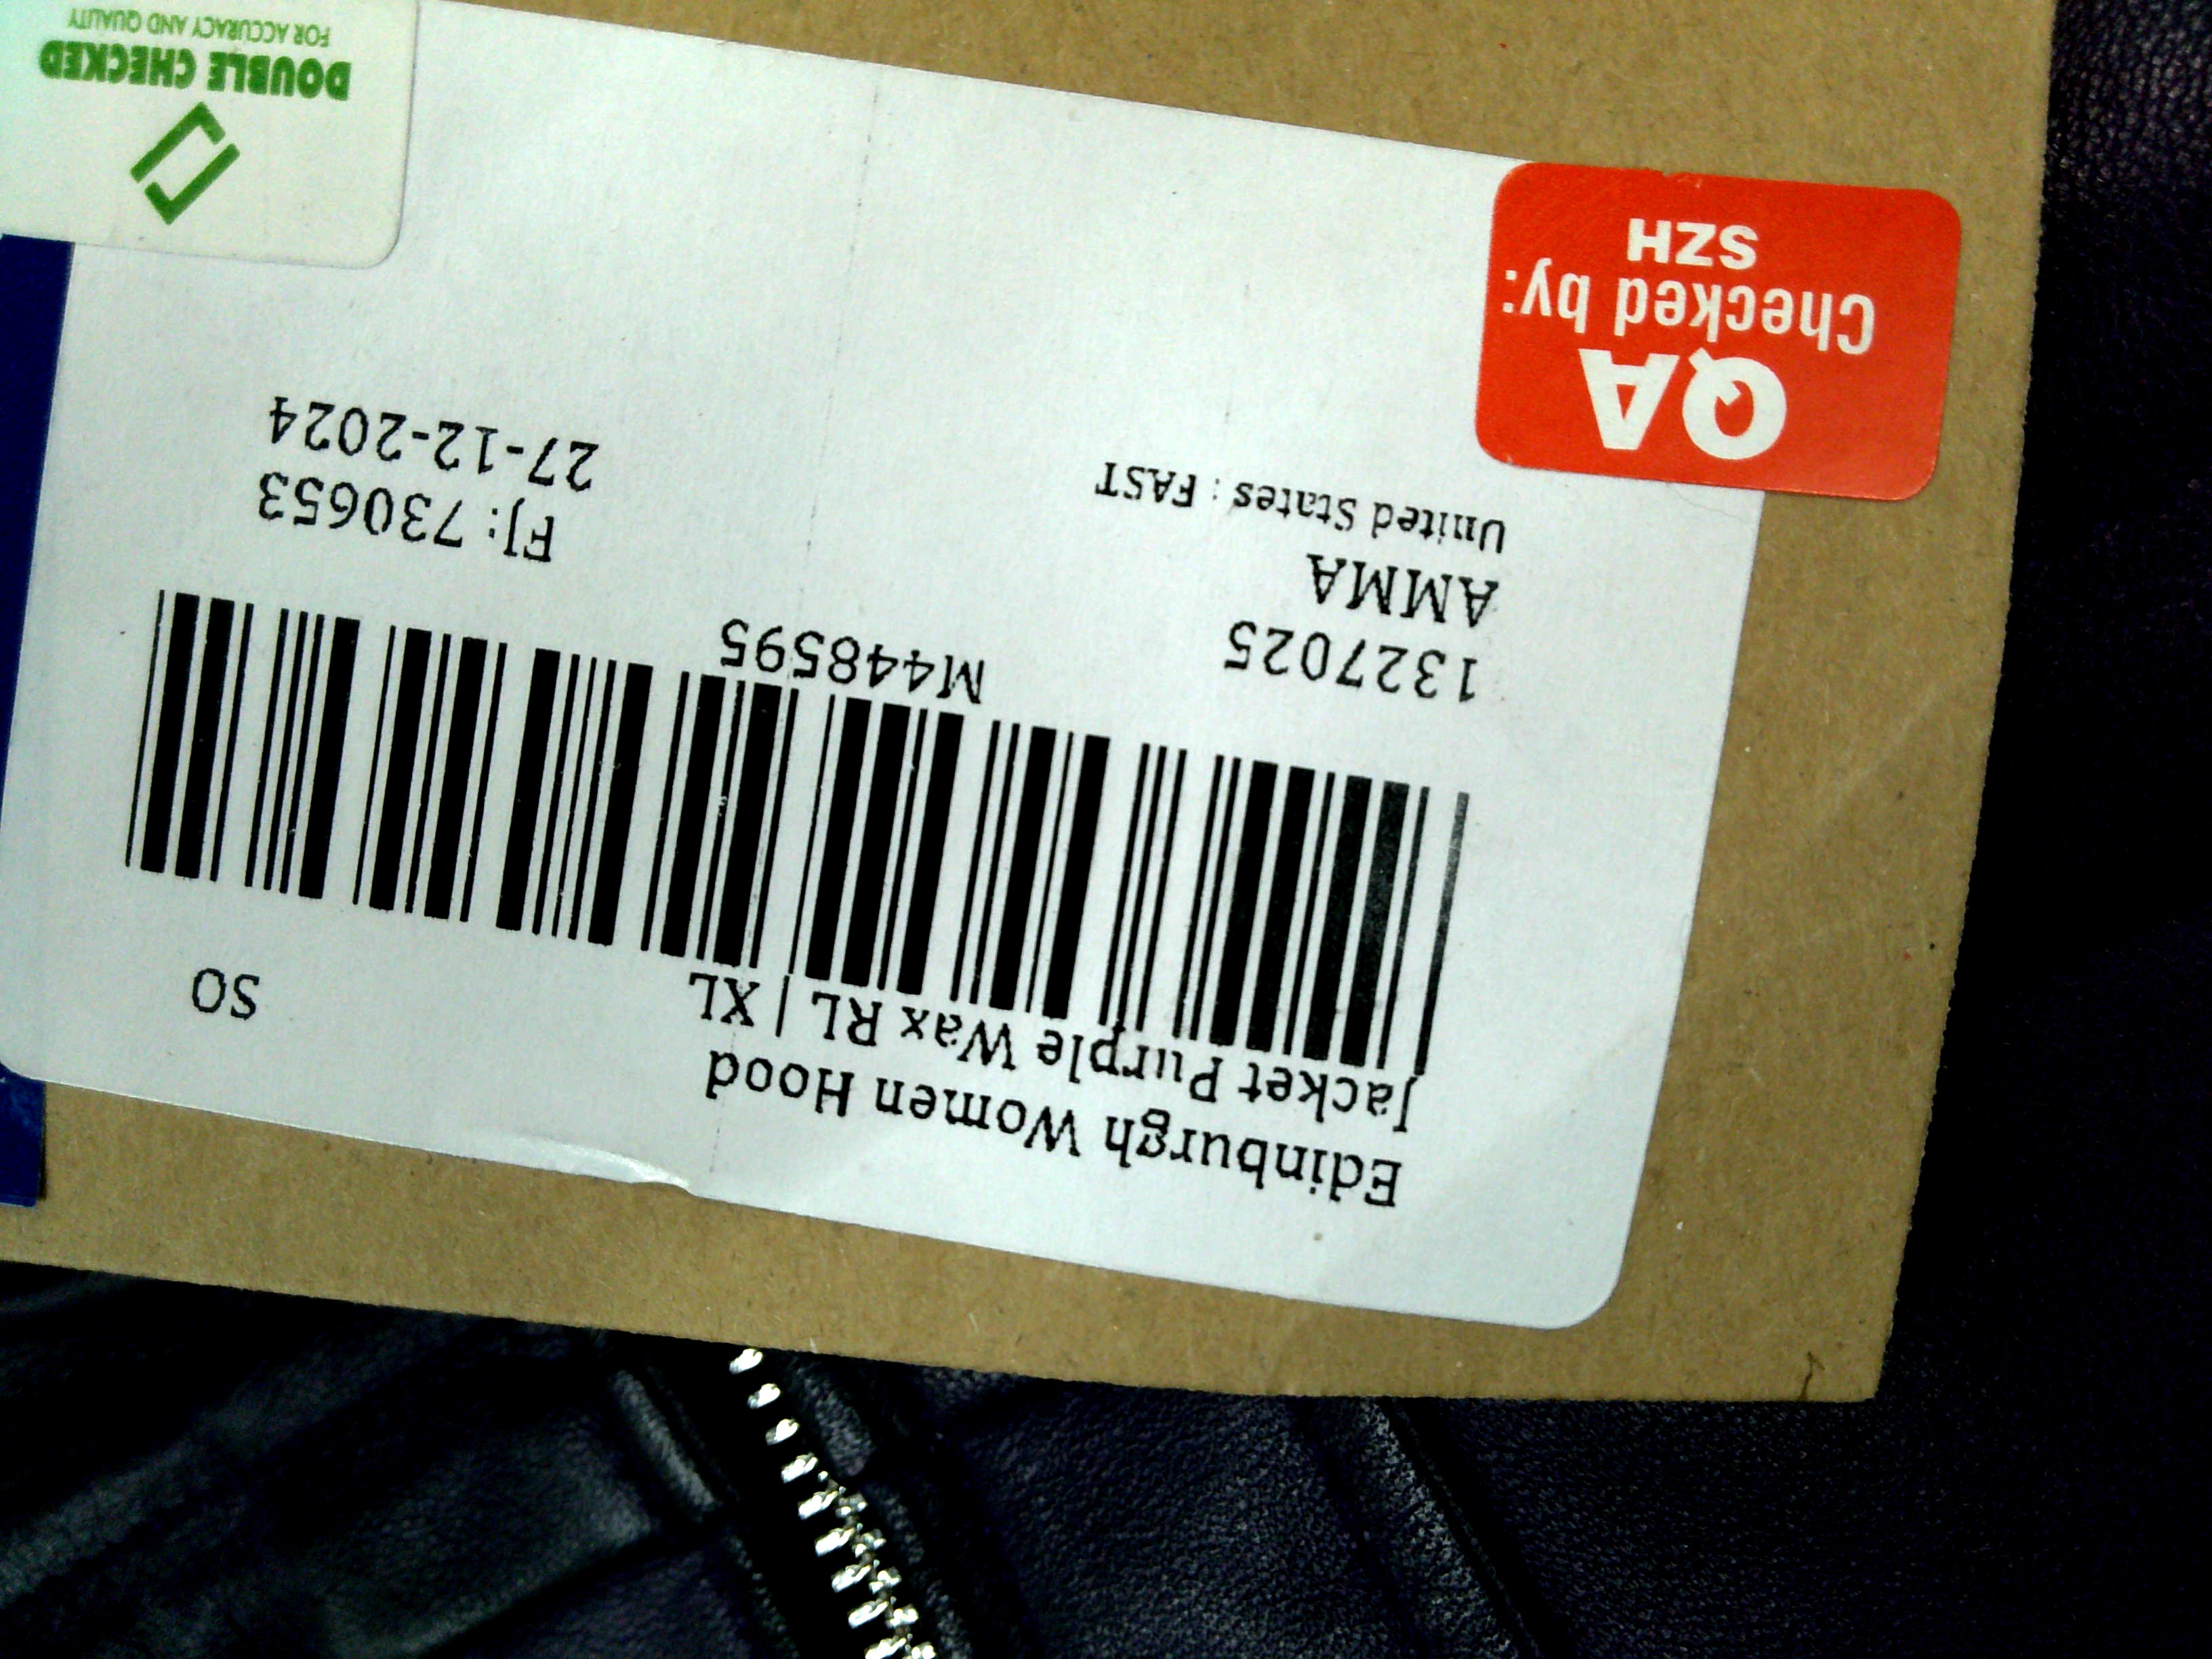 Edinburgh Women Hood
Jacket Purple Wax RL | XL
SO
1327025
M448595
FJ: 730653
AMMA
27-12-2024
United States : FAST
QA
Checked by:
SZH
DOUBLE CHECKED
FOR ACCURACY AND QUALITY